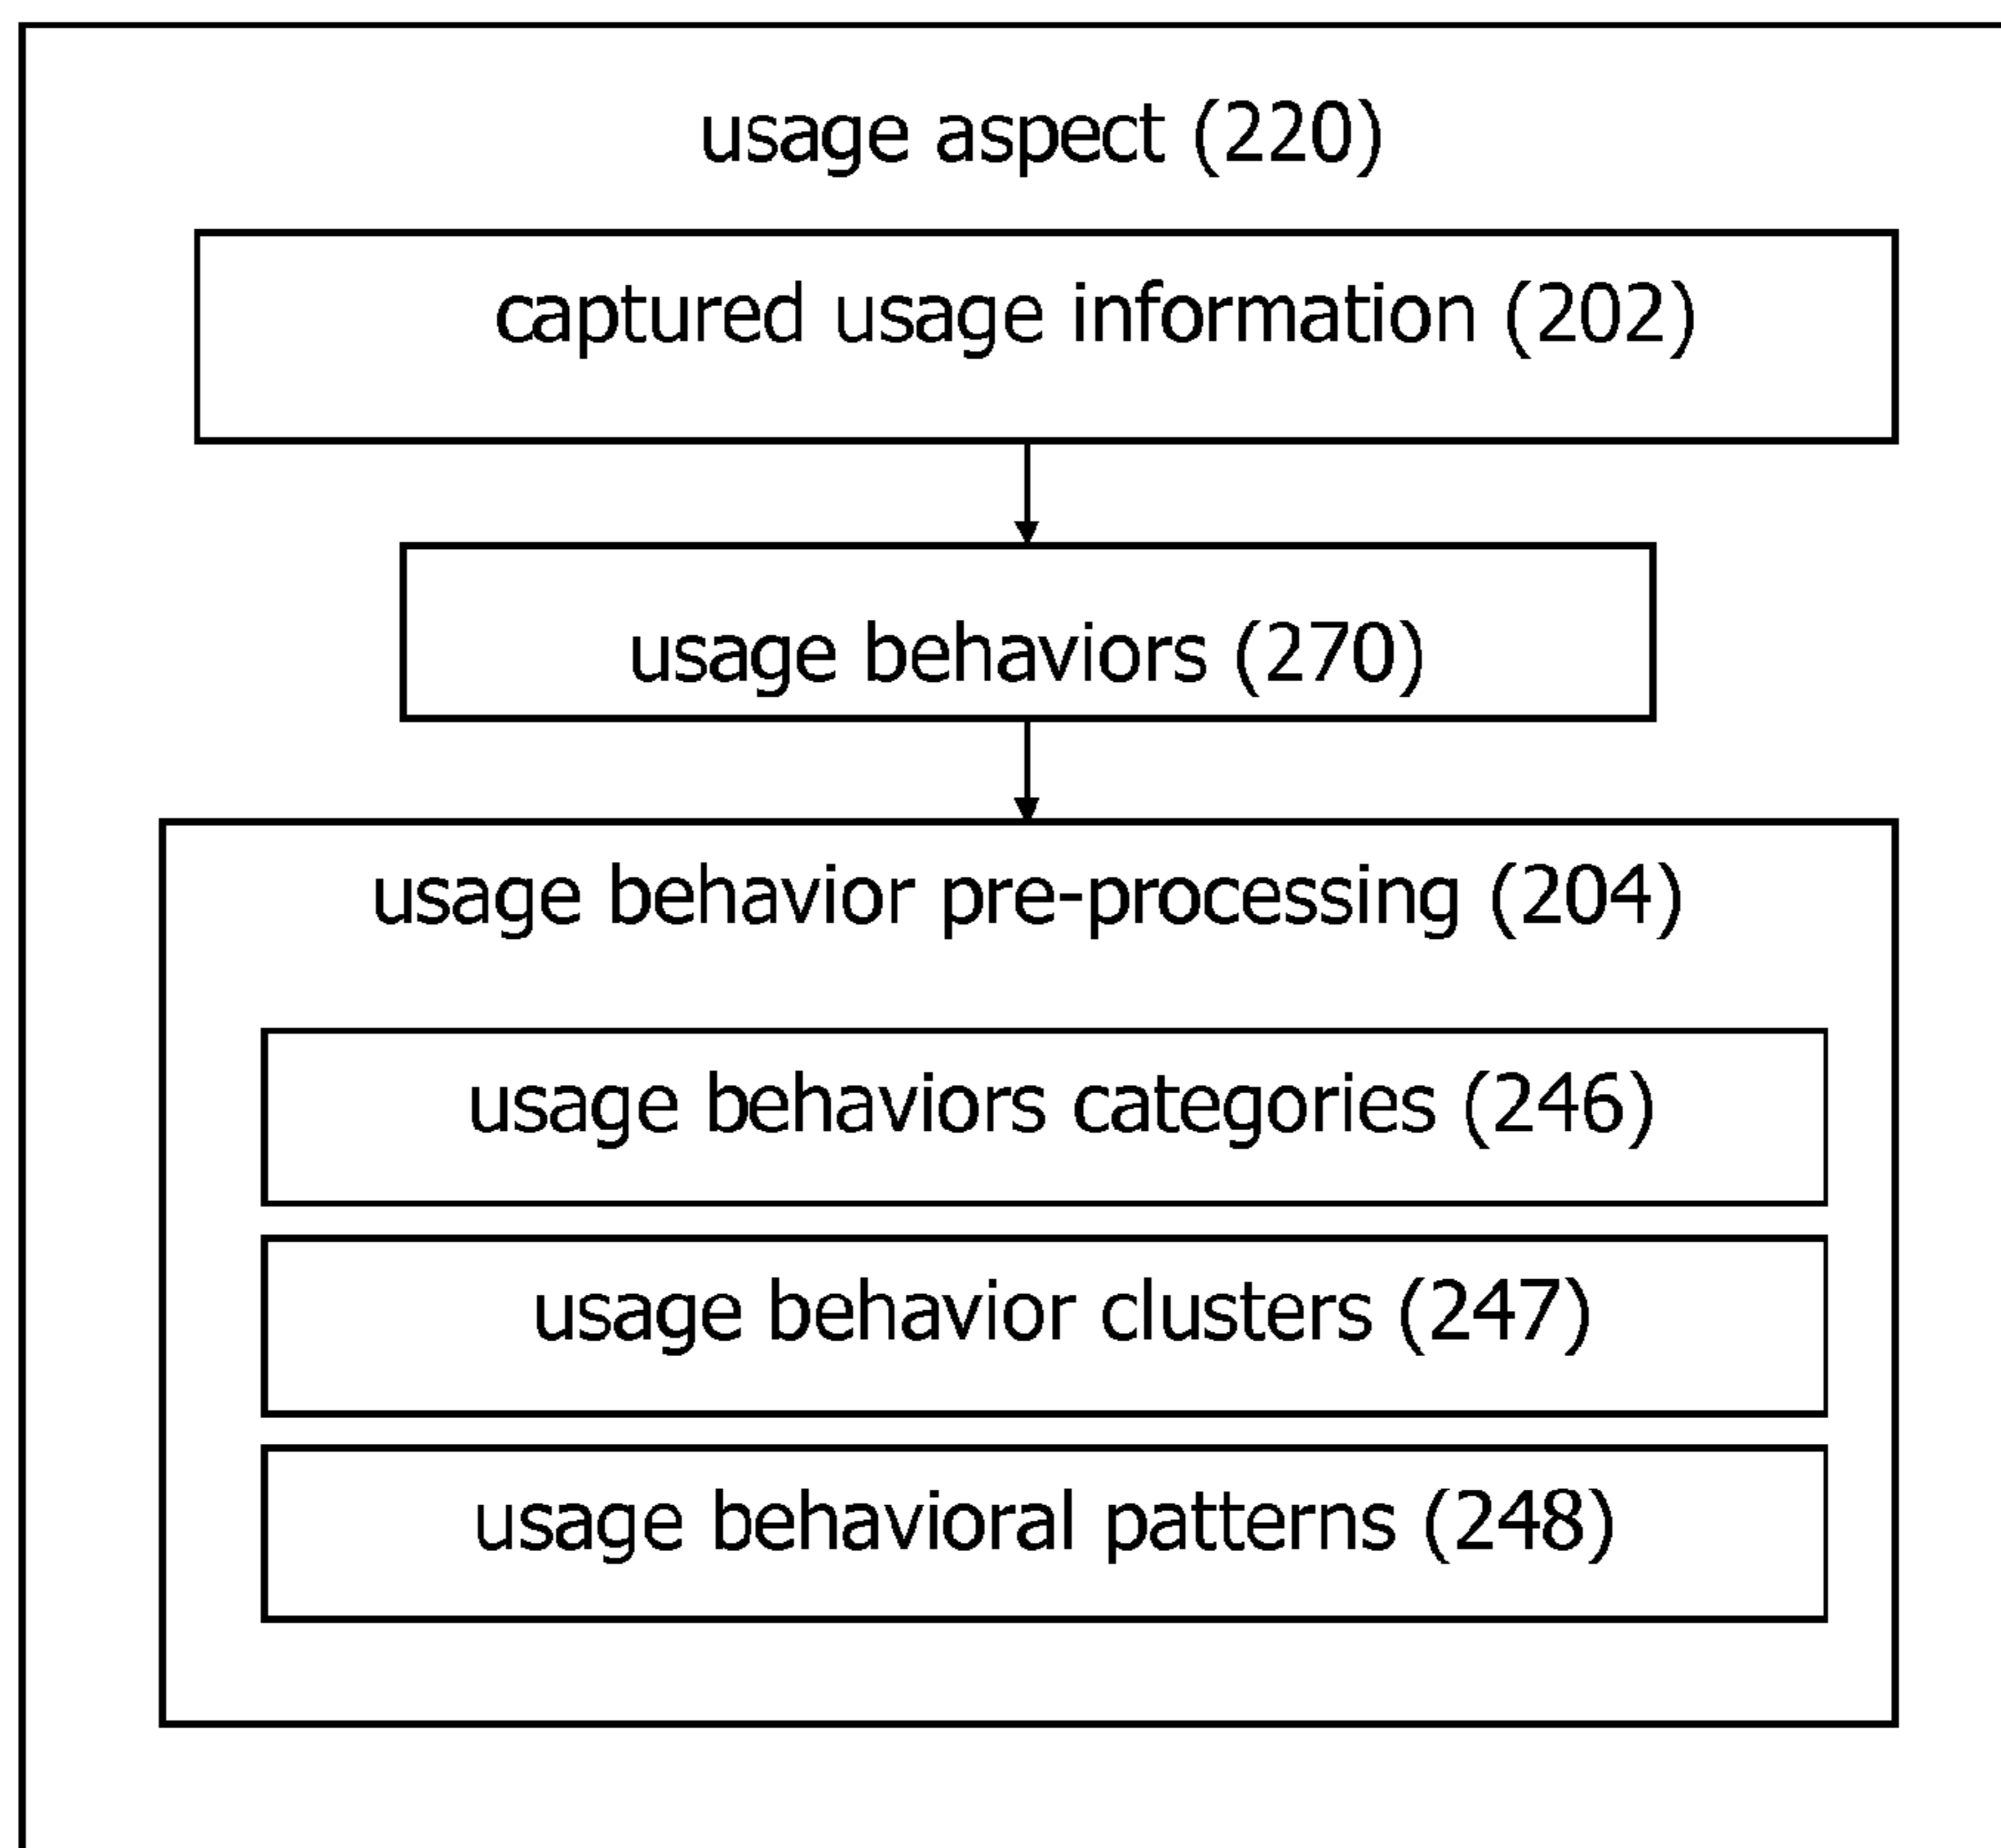 usage aspect (220)
captured usage information (202)
usage behaviors (270)
usage behavior pre-processing (204)
usage behaviors categories (246)
usage behavior clusters (247)
usage behavioral patterns (248)